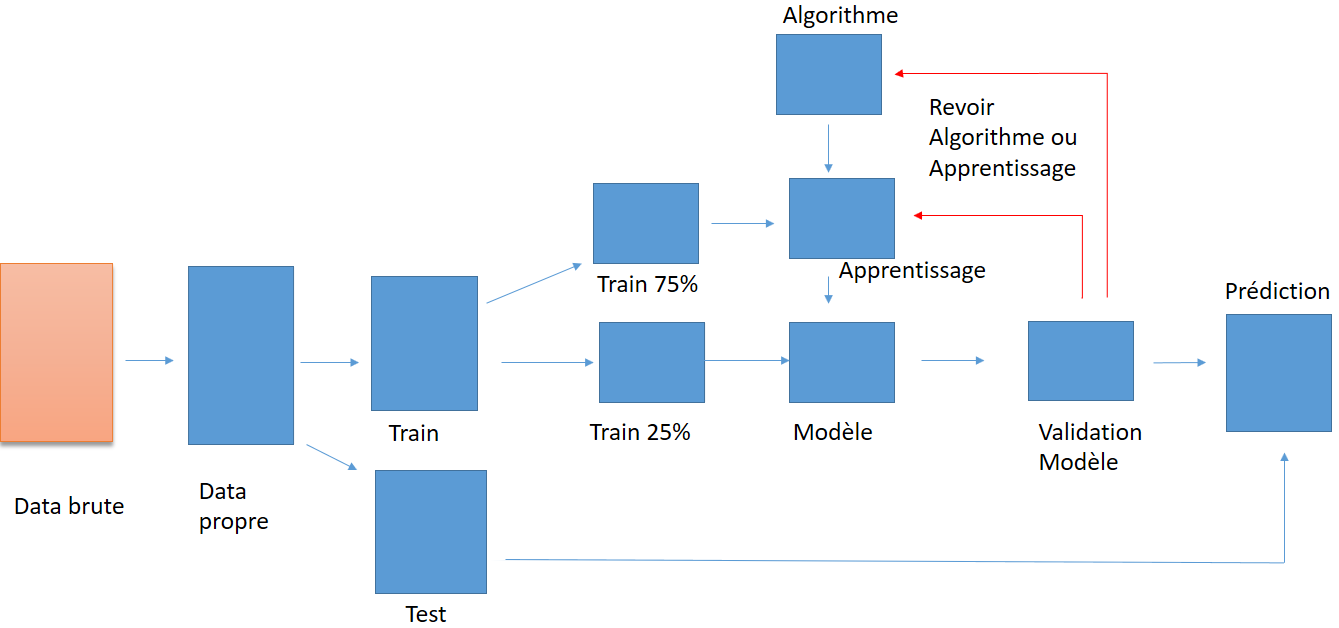 Algorithme
Revoir
Algorithme ou
Apprentissage
Apprentissage
Train 75%
Prédiction
Train
Train 25%
Modèle
Validation
Modèle
Data brute
Data
propre
Test